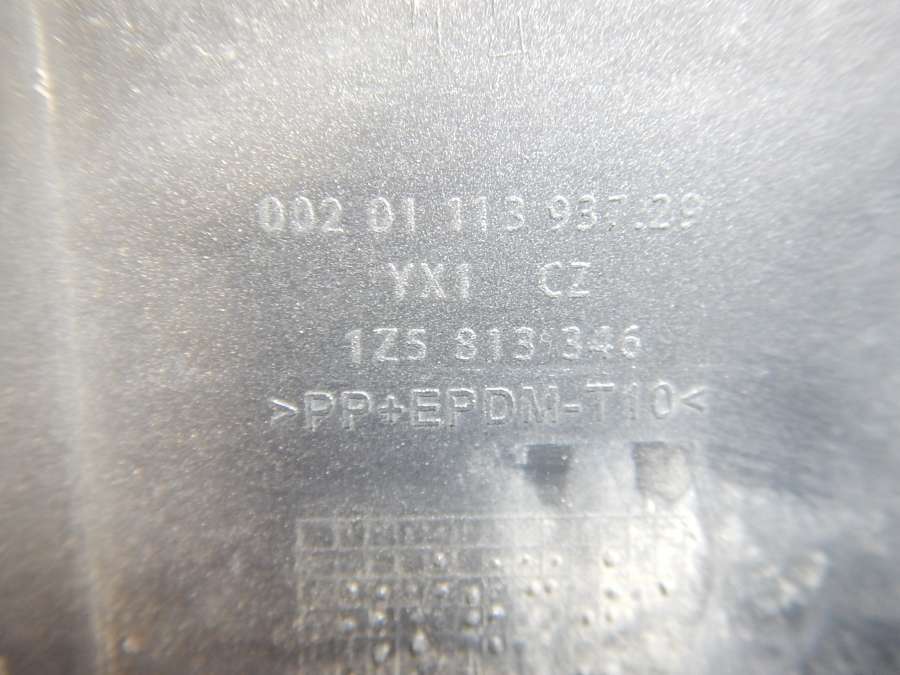 002 01 113 937.29
YX1 CZ
1Z5 813 346
>PP+EPDM-T10<